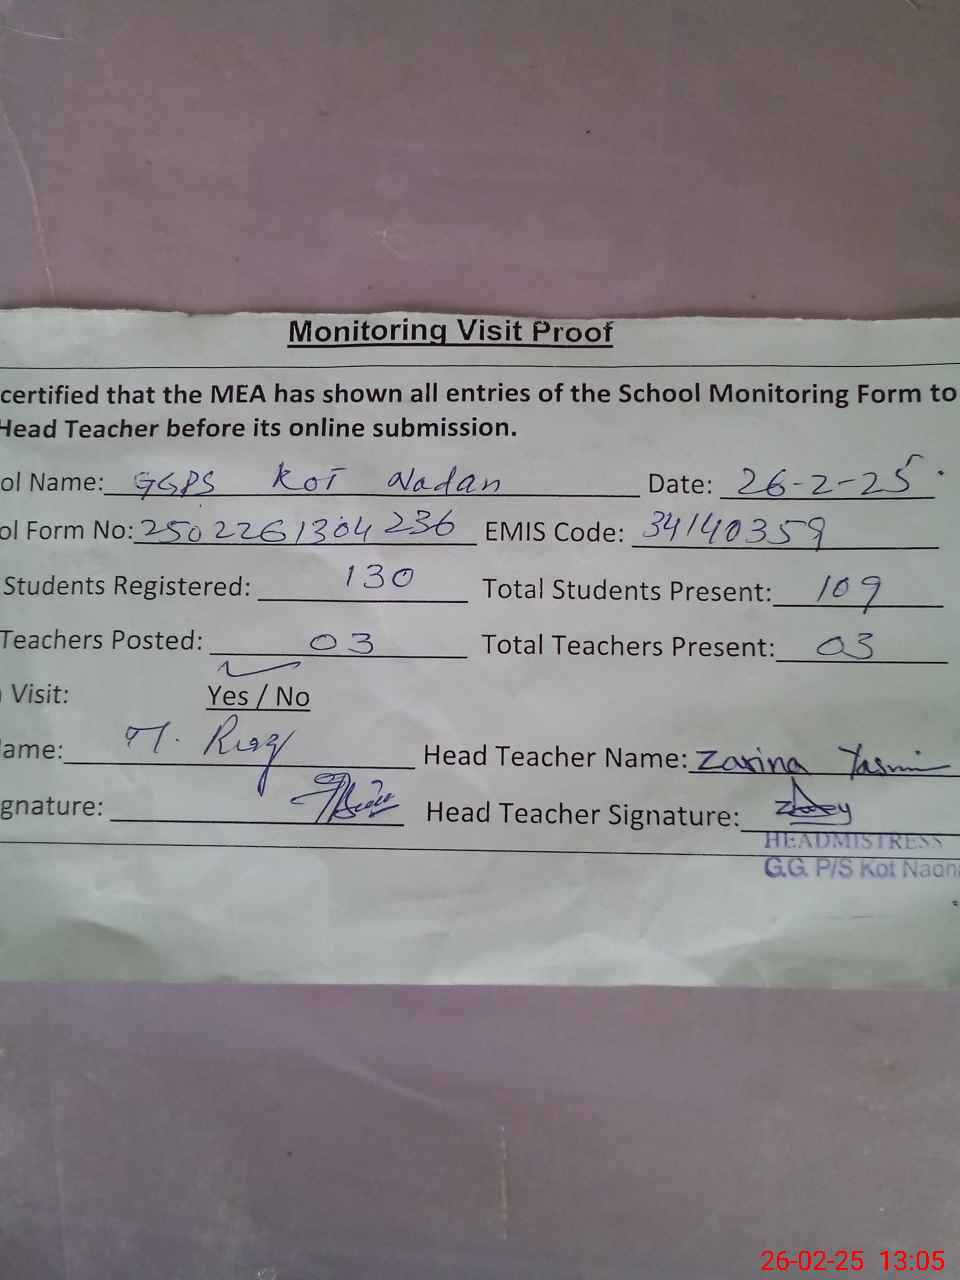 Monitoring Visit Proof
certified that the MEA has shown all entries of the School Monitoring Form to
Head Teacher before its online submission.
ol Name: GGPS Kot Nadan Date: 26-2-25
ol Form No: 2502261304236 EMIS Code: 34140359
Students Registered: 130 Total Students Present: 109
Teachers Posted: 03 Total Teachers Present: 03
Visit: Yes / No
ame: M. Riaz Head Teacher Name: Zarina Yasmin
gnature: Head Teacher Signature:
HEADMISTRESS
G.G. P/S Kot
26-02-25 13:05